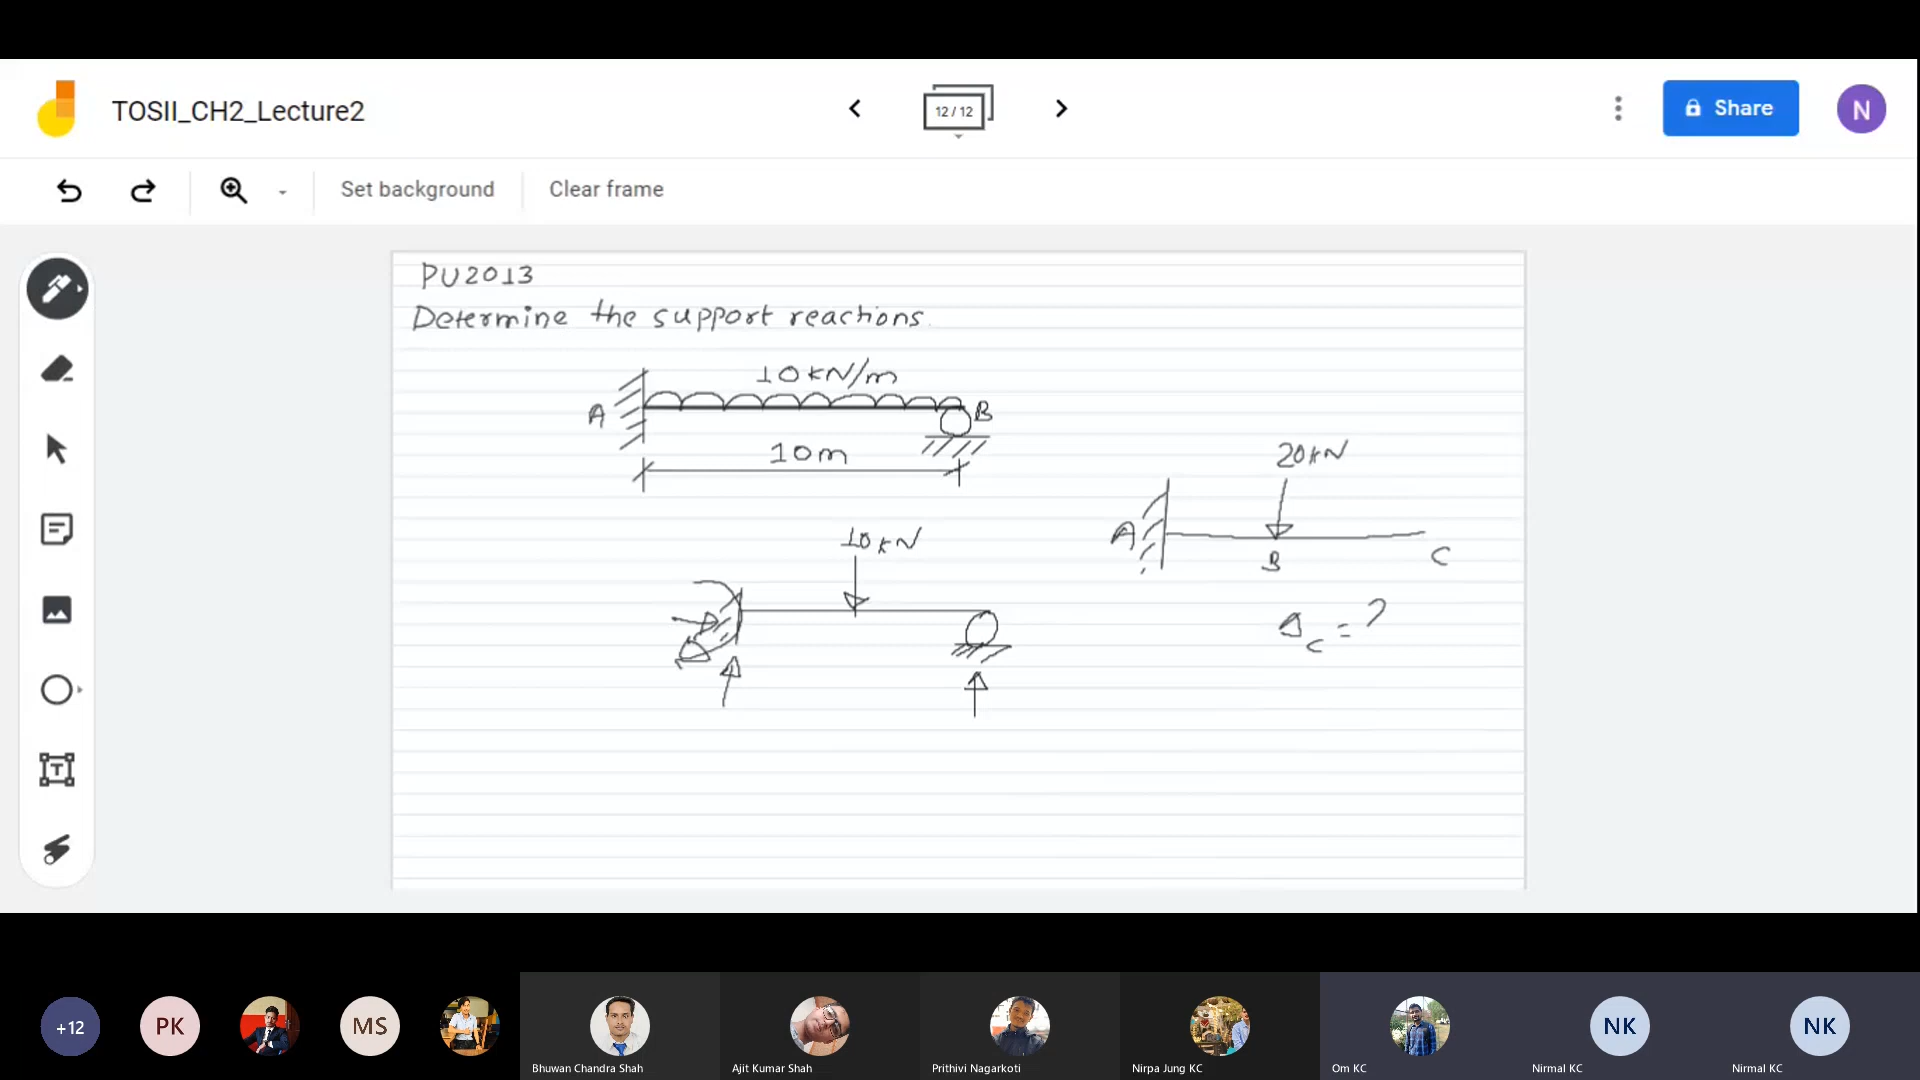 TOSII_CH2_Lecture2
12 / 12
Share
N
Set background
Clear frame
PU2013
Determine the support reactions.
10 kN/m
A
B
10m
20kN
10kN
A
B
C
Δc = ?
+12
PK
MS
NK
NK
Bhuwan Chandra Shah
Ajit Kumar Shah
Prithivi Nagarkoti
Nirpa Jung KC
Om KC
Nirmal KC
Nirmal KC